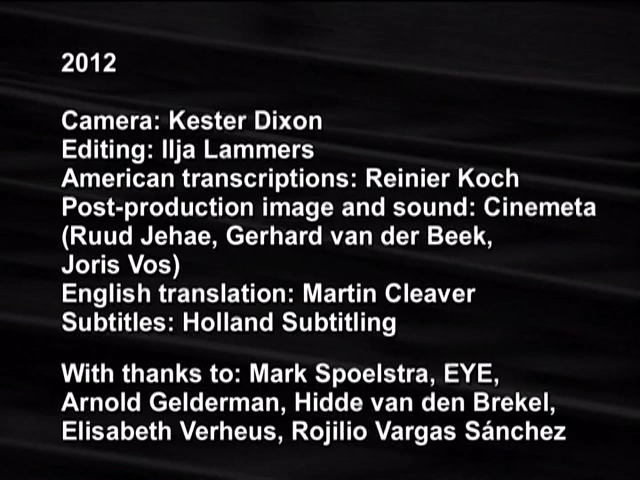 2012
Camera: Kester Dixon
Editing: Ilja Lammers
American transcriptions: Reinier Koch
Post-production image and sound: Cinemeta
(Ruud Jehae, Gerhard van der Beek,
Joris Vos)
English translation: Martin Cleaver
Subtitles: Holland Subtitling
With thanks to: Mark Spoelstra, EYE,
Arnold Gelderman, Hidde van den Brekel,
Elisabeth Verheus, Rojilio Vargas Sánchez